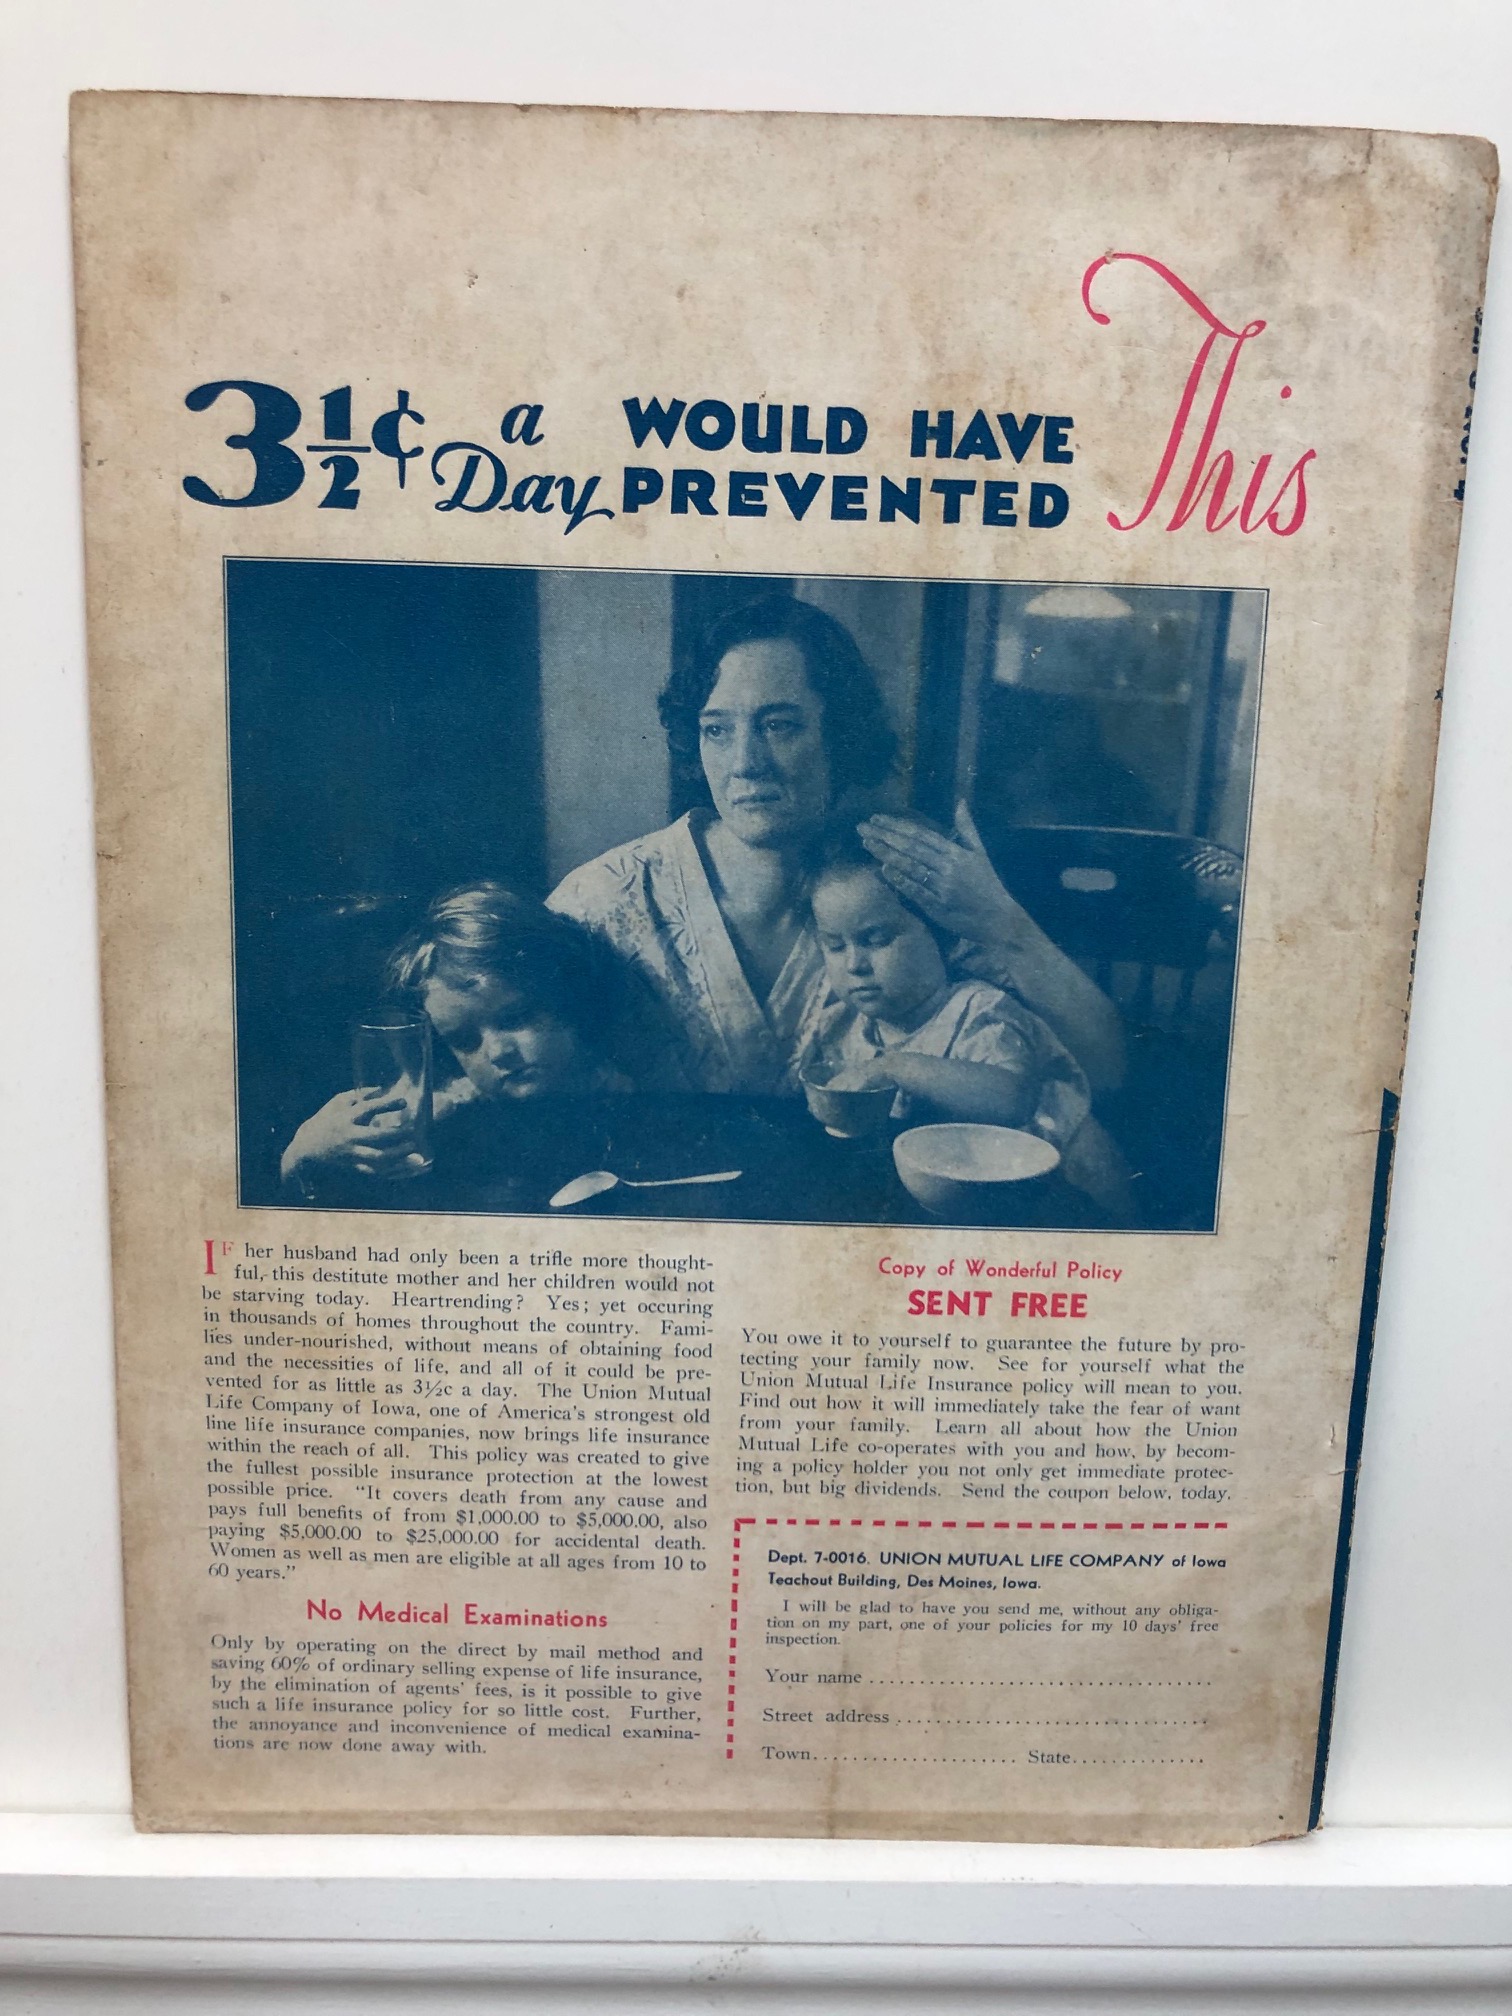 3½¢ a Day WOULD HAVE PREVENTED This
IF her husband had only been a trifle more thought-
ful, this destitute mother and her children would not
be starving today. Heartrending? Yes; yet occuring
in thousands of homes throughout the country. Fami-
lies under-nourished, without means of obtaining food
and the necessities of life, and all of it could be pre-
vented for as little as 3½c a day. The Union Mutual
Life Company of Iowa, one of America's strongest old
line life insurance companies, now brings life insurance
within the reach of all. This policy was created to give
the fullest possible insurance protection at the lowest
possible price. "It covers death from any cause and
pays full benefits of from $1,000.00 to $5,000.00, also
paying $5,000.00 to $25,000.00 for accidental death.
Women as well as men are eligible at all ages from 10 to
60 years."
No Medical Examinations
Only by operating on the direct by mail method and
saving 60% of ordinary selling expense of life insurance,
by the elimination of agents' fees, is it possible to give
such a life insurance policy for so little cost. Further,
the annoyance and inconvenience of medical examina-
tions are now done away with.
Copy of Wonderful Policy
SENT FREE
You owe it to yourself to guarantee the future by pro-
tecting your family now. See for yourself what the
Union Mutual Life Insurance policy will mean to you.
Find out how it will immediately take the fear of want
from your family. Learn all about how the Union
Mutual Life co-operates with you and how, by becom-
ing a policy holder you not only get immediate protec-
tion, but big dividends. Send the coupon below, today.
Dept. 7-0016. UNION MUTUAL LIFE COMPANY of Iowa
Teachout Building, Des Moines, Iowa.
I will be glad to have you send me, without any obliga-
tion on my part, one of your policies for my 10 days' free
inspection.
Your name
Street address
Town State